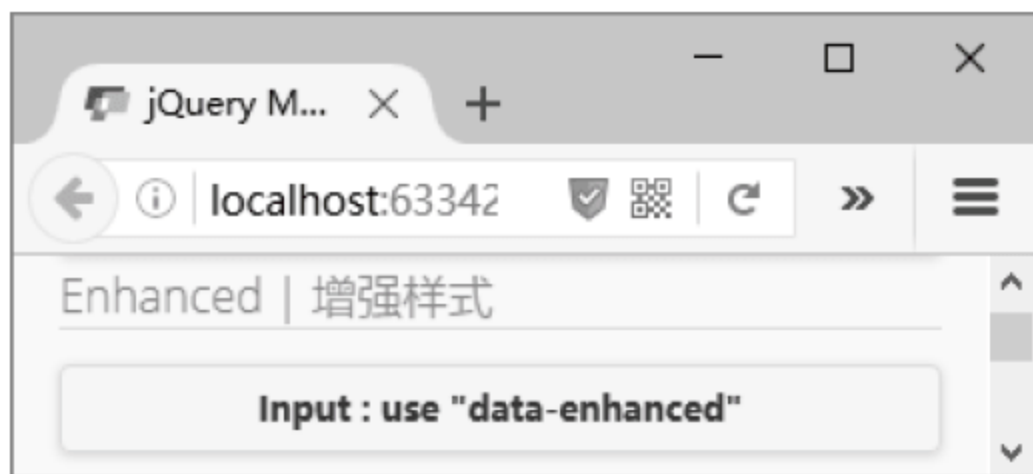 jQuery M...
localhost:63342
Enhanced | 增强样式
Input : use "data-enhanced"